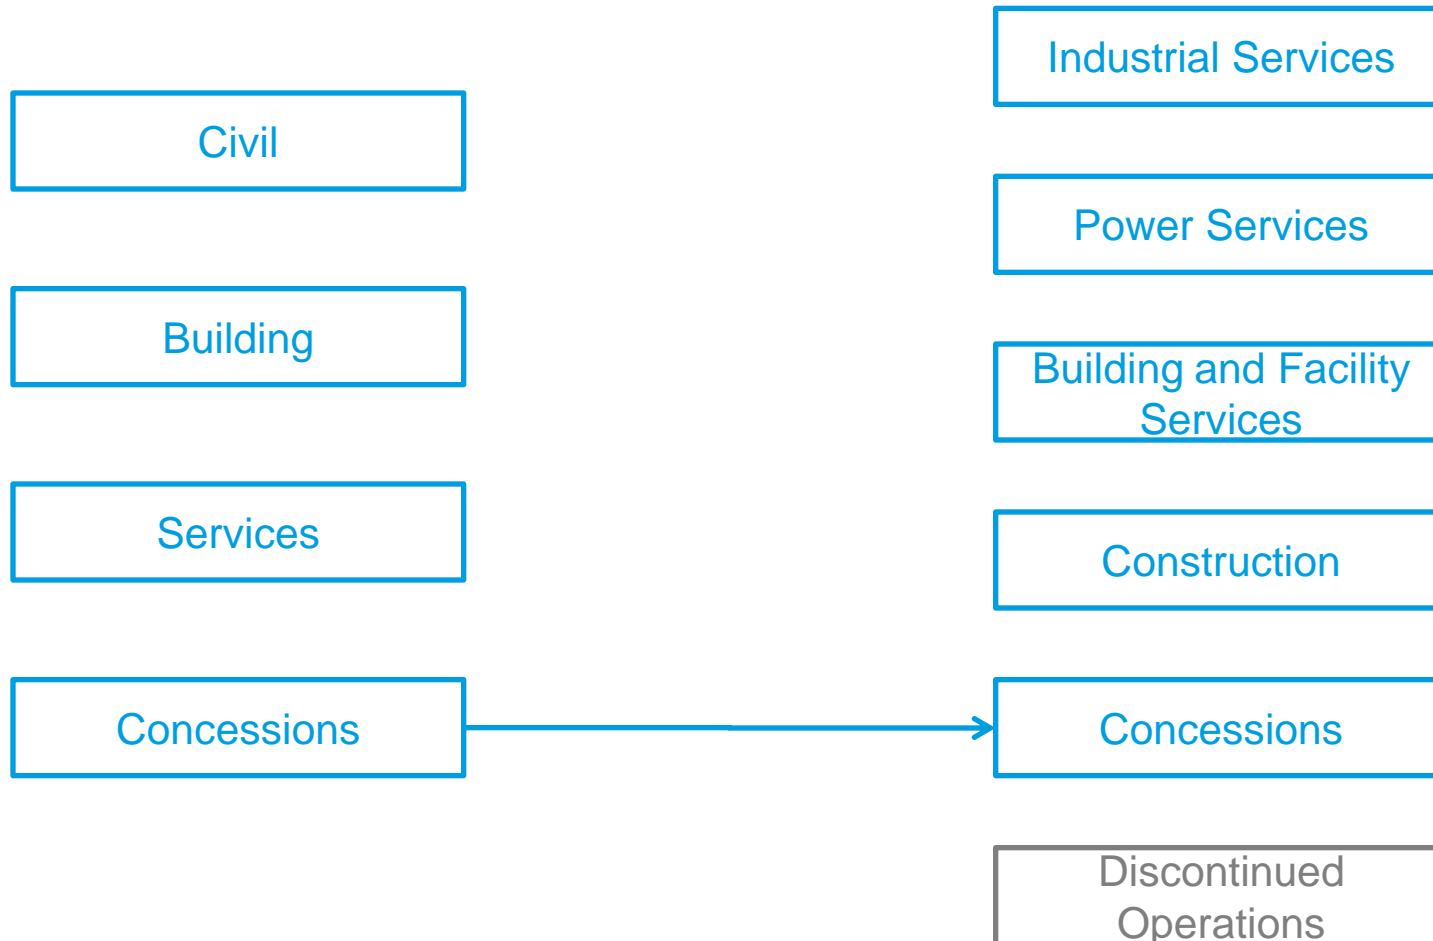 Civil
Building
Services
Concessions
Industrial Services
Power Services
Building and Facility
Services
Construction
Concessions
Discontinued
Operations